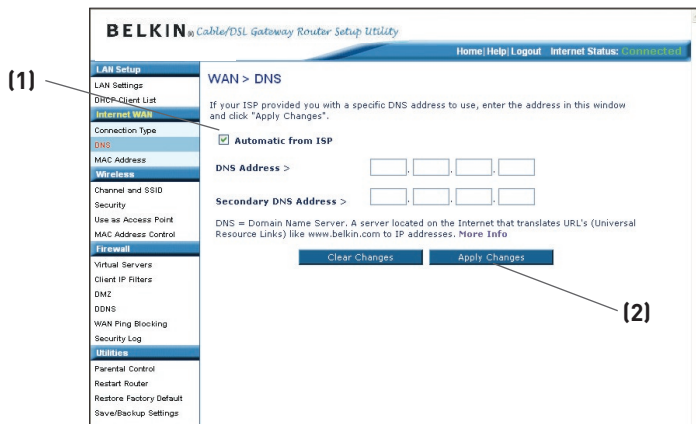 BELKIN® Cable/DSL Gateway Router Setup Utility
Home|Help|Logout Internet Status: Connected
(1)
LAN Setup
LAN Settings
DHCP Client List
Internet WAN
Connection Type
DNS
MAC Address
Wireless
Channel and SSID
Security
Use as Access Point
MAC Address Control
Firewall
Virtual Servers
Client IP Filters
DMZ
DDNS
WAN Ping Blocking
Security Log
Utilities
Parental Control
Restart Router
Restore Factory Default
Save/Backup Settings
WAN > DNS
If your ISP provided you with a specific DNS address to use, enter the address in this window
and click "Apply Changes".
Automatic from ISP
DNS Address >
. . .
Secondary DNS Address >
. . .
DNS = Domain Name Server. A server located on the Internet that translates URL's (Universal
Resource Links) like www.belkin.com to IP addresses. More Info
Clear Changes Apply Changes
(2)